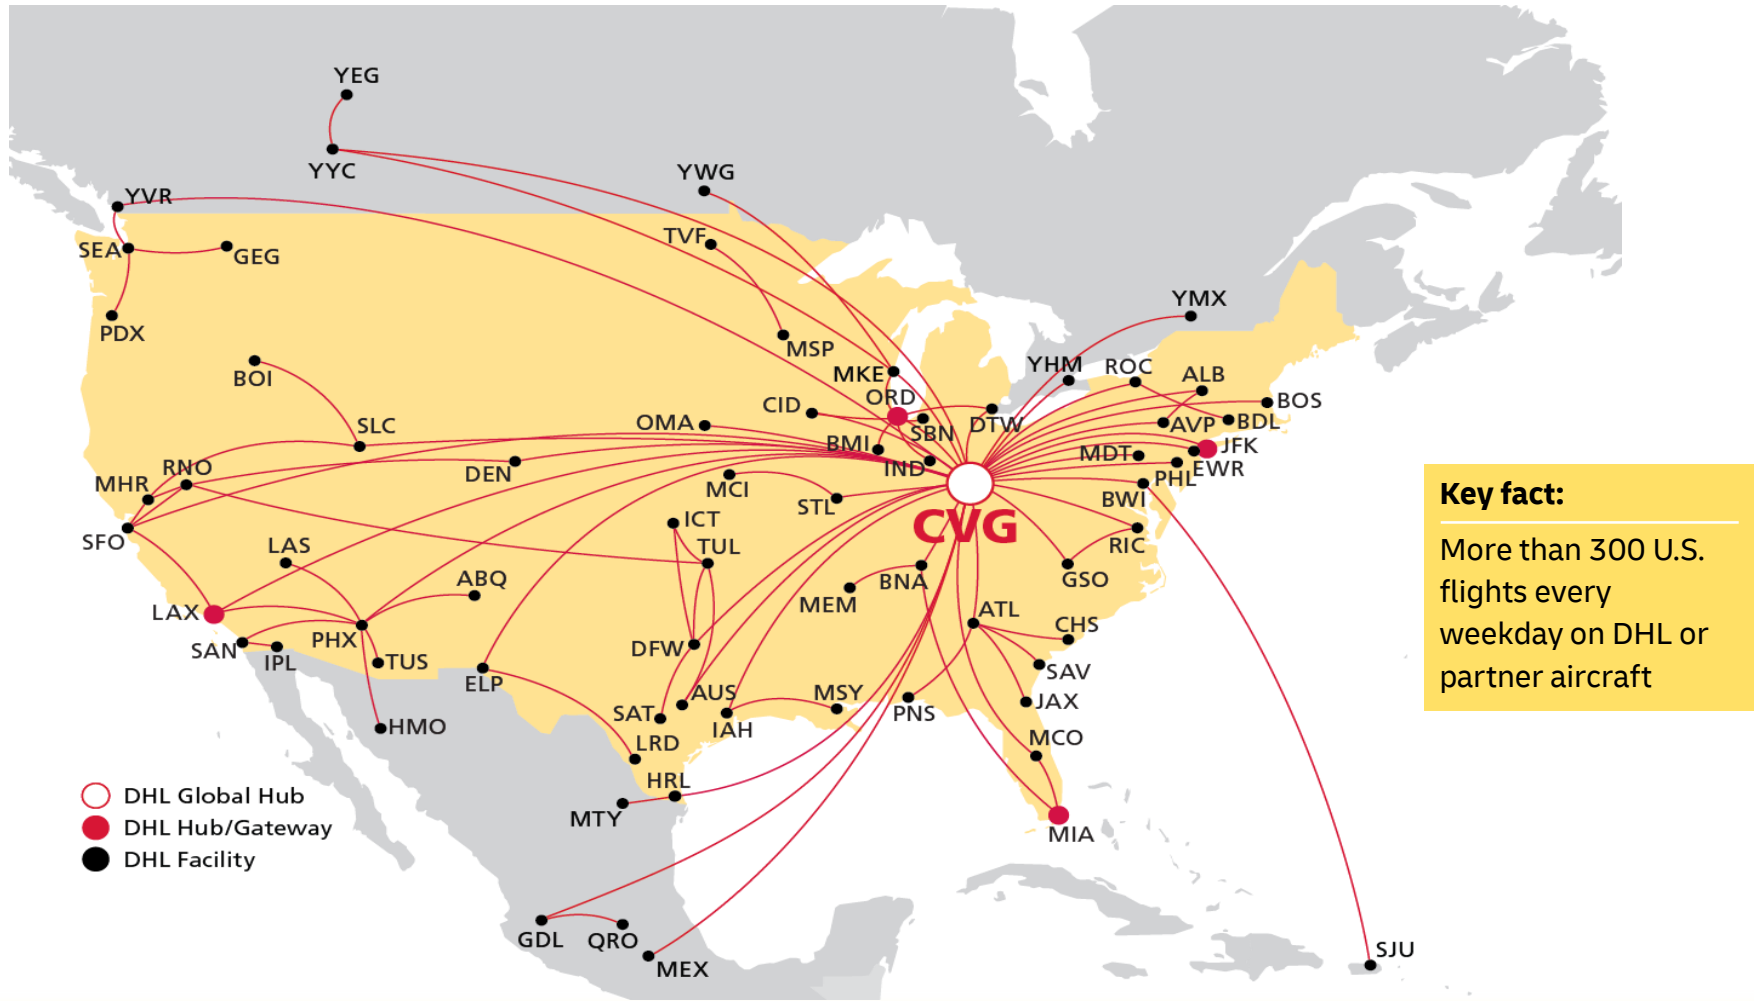 YEG
YYC
YWG
YVR
TVF
SEA
GEG
YMX
PDX
MSP
YHM
ROC
ALB
BOI
MKE
ORD
CID
BOS
SLC
OMA
SBN
DTW
AVP
BDL
BMI
JFK
RNO
DEN
IND
MDT
EWR
MHR
MCI
PHL
STL
BWI
CVG
ICT
SFO
LAS
TUL
RIC
ABQ
BNA
GSO
LAX
MEM
ATL
CHS
PHX
SAN
IPL
TUS
DFW
ELP
SAV
AUS
MSY
JAX
SAT
IAH
PNS
HMO
LRD
MCO
HRL
MTY
MIA
GDL
QRO
MEX
SJU
DHL Global Hub
DHL Hub/Gateway
DHL Facility
Key fact:
More than 300 U.S.
flights every
weekday on DHL or
partner aircraft